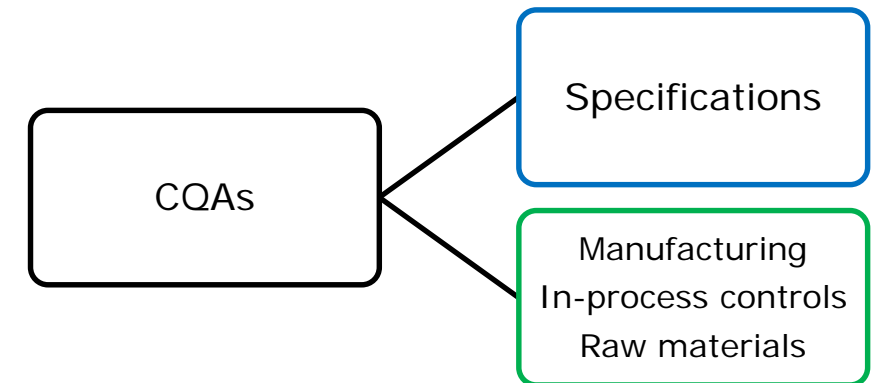 CQAs
Specifications
Manufacturing
In-process controls
Raw materials